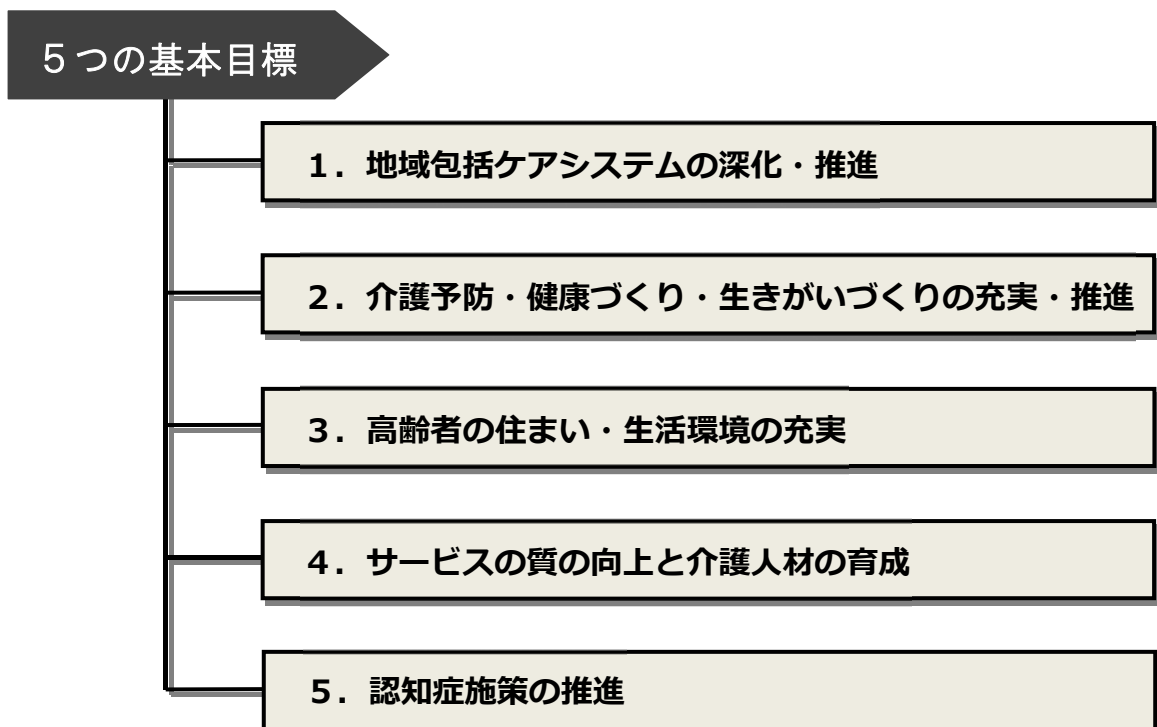 ５つの基本目標
１．地域包括ケアシステムの深化・推進
２．介護予防・健康づくり・生きがいづくりの充実・推進
３．高齢者の住まい・生活環境の充実
４．サービスの質の向上と介護人材の育成
５．認知症施策の推進